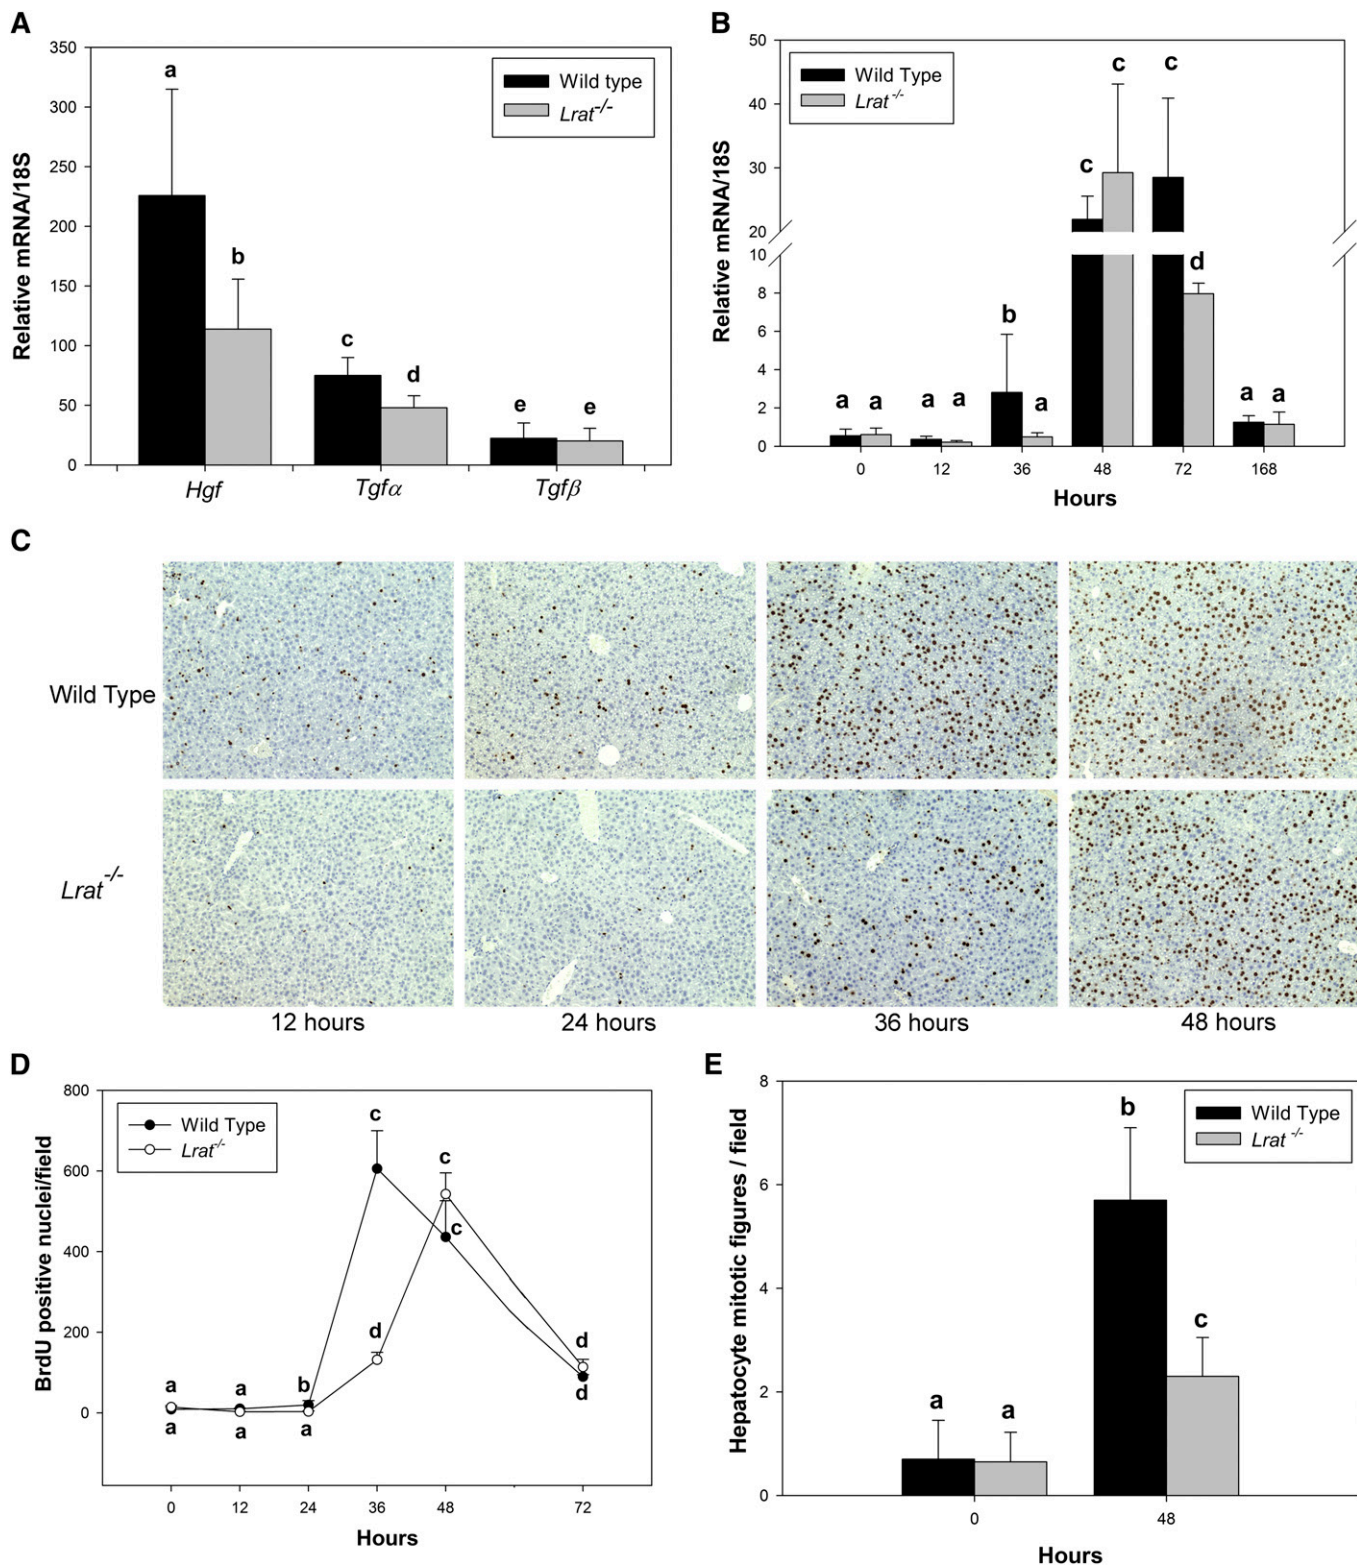 A
350
300
250
200
150
100
50
0
Relative mRNA/18S
Wild type
Lrat-/-
a
b
c
d
e
e
Hgf
Tgfα
Tgfβ
B
50
40
30
20
10
8
6
4
2
0
Relative mRNA/18S
Wild Type
Lrat -/-
a
a
a
a
b
a
c
c
c
d
a
a
0
12
36
48
72
168
Hours
C
Wild Type
Lrat-/-
12 hours
24 hours
36 hours
48 hours
D
800
600
400
200
0
BrdU positive nuclei/field
Wild Type
Lrat-/-
a
a
a
a
b
a
c
d
c
c
d
d
0
12
24
36
48
72
Hours
E
8
6
4
2
0
Hepatocyte mitotic figures / field
Wild Type
Lrat -/-
a
a
b
c
0
48
Hours